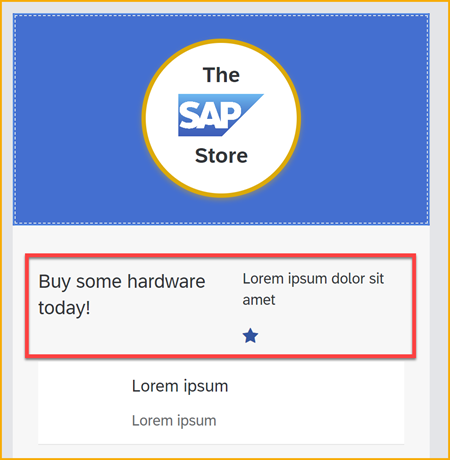 The
SAP
Store
Buy some hardware
today!
Lorem ipsum dolor sit
amet
Lorem ipsum
Lorem ipsum